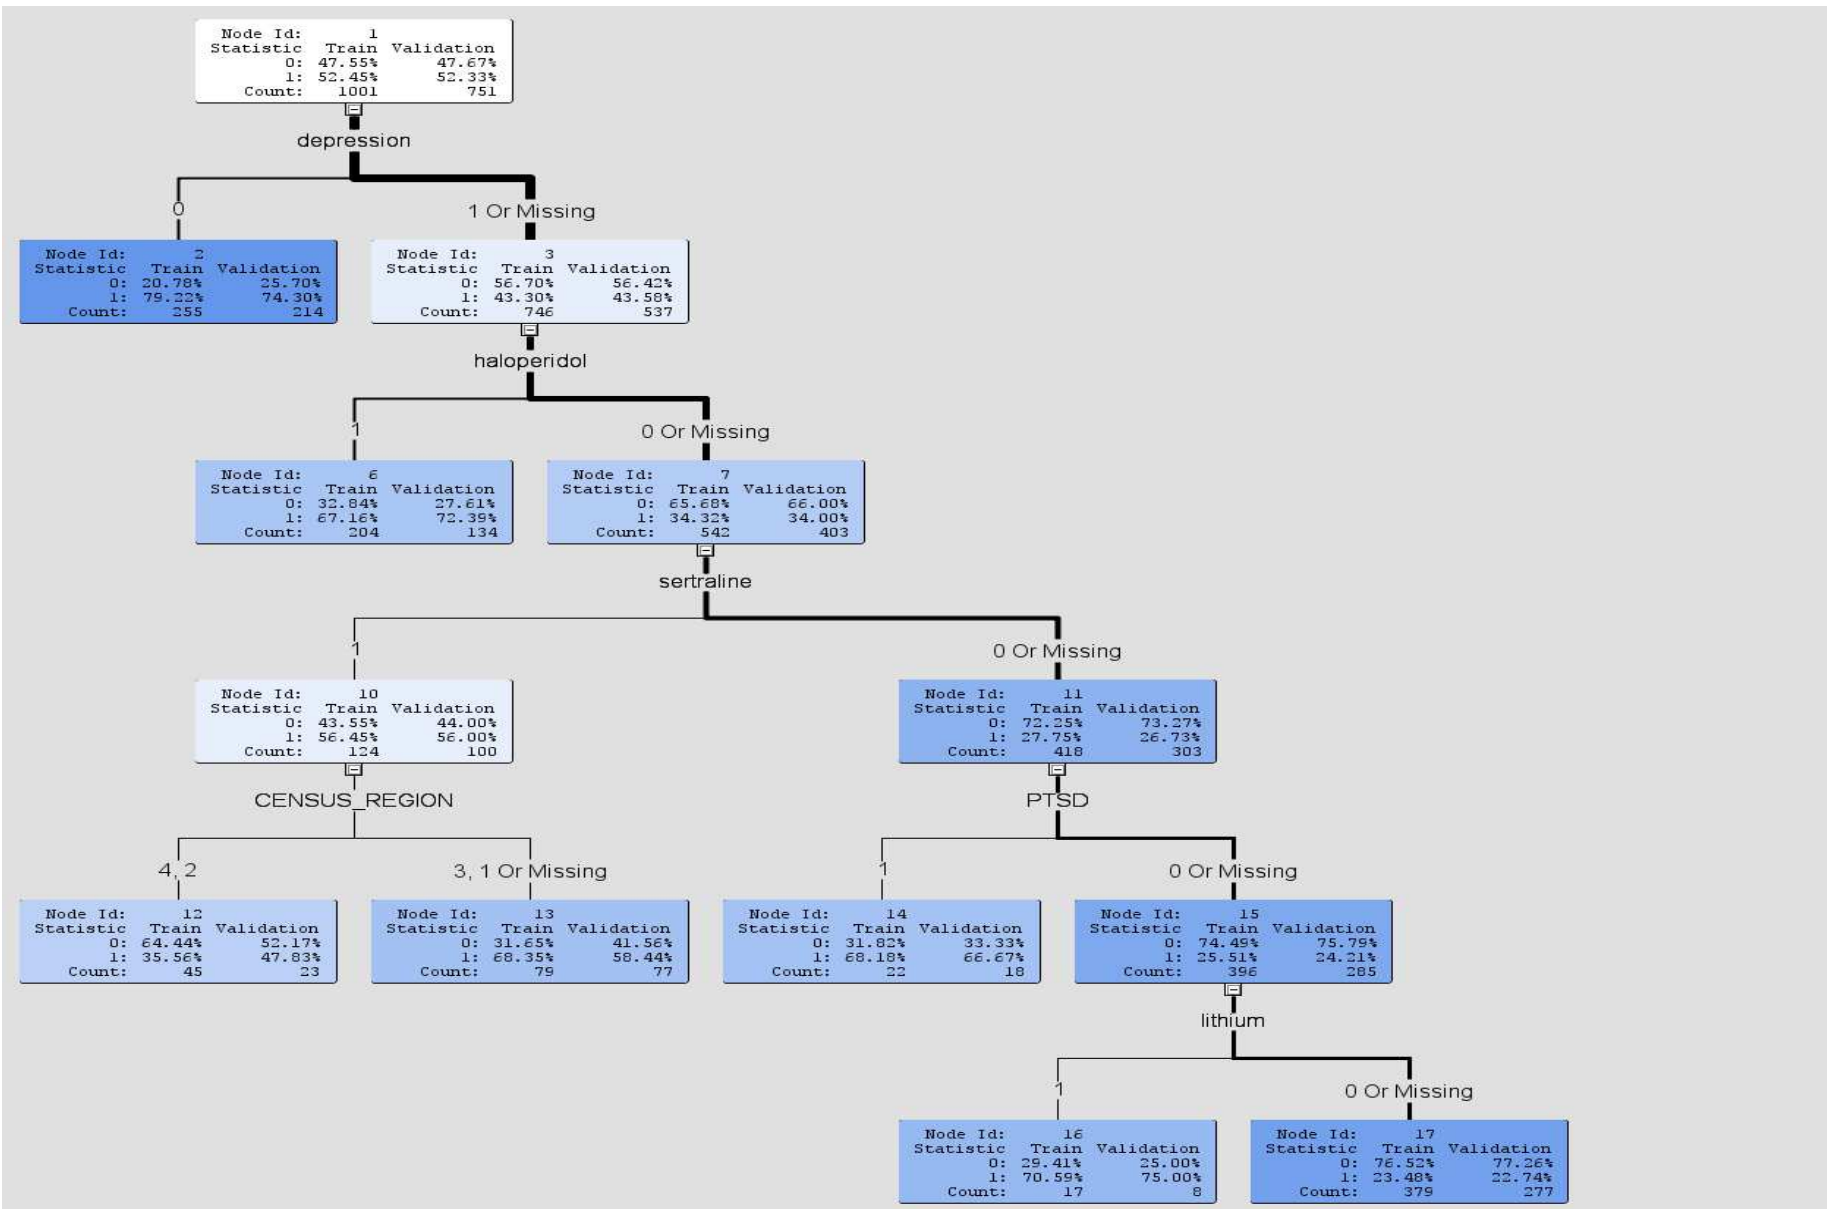 Node Id: 1
Statistic Train Validation
0: 47.55% 47.67%
1: 52.45% 52.33%
Count: 1001 751
depression
0
1 Or Missing
Node Id: 2
Statistic Train Validation
0: 20.78% 25.70%
1: 79.22% 74.30%
Count: 255 214
Node Id: 3
Statistic Train Validation
0: 56.70% 56.42%
1: 43.30% 43.58%
Count: 746 537
haloperidol
1
0 Or Missing
Node Id: 6
Statistic Train Validation
0: 32.84% 27.61%
1: 67.16% 72.39%
Count: 204 134
Node Id: 7
Statistic Train Validation
0: 65.68% 66.00%
1: 34.32% 34.00%
Count: 542 403
sertraline
1
0 Or Missing
Node Id: 10
Statistic Train Validation
0: 43.55% 44.00%
1: 56.45% 56.00%
Count: 124 100
Node Id: 11
Statistic Train Validation
0: 72.25% 73.27%
1: 27.75% 26.73%
Count: 418 303
CENSUS_REGION
PTSD
4, 2
3, 1 Or Missing
1
0 Or Missing
Node Id: 12
Statistic Train Validation
0: 64.44% 52.17%
1: 35.56% 47.83%
Count: 45 23
Node Id: 13
Statistic Train Validation
0: 31.65% 41.56%
1: 68.35% 58.44%
Count: 79 77
Node Id: 14
Statistic Train Validation
0: 31.82% 33.33%
1: 68.18% 66.67%
Count: 22 18
Node Id: 15
Statistic Train Validation
0: 74.49% 75.79%
1: 25.51% 24.21%
Count: 396 285
lithium
1
0 Or Missing
Node Id: 16
Statistic Train Validation
0: 29.41% 25.00%
1: 70.59% 75.00%
Count: 17 8
Node Id: 17
Statistic Train Validation
0: 76.52% 77.26%
1: 23.48% 22.74%
Count: 379 277